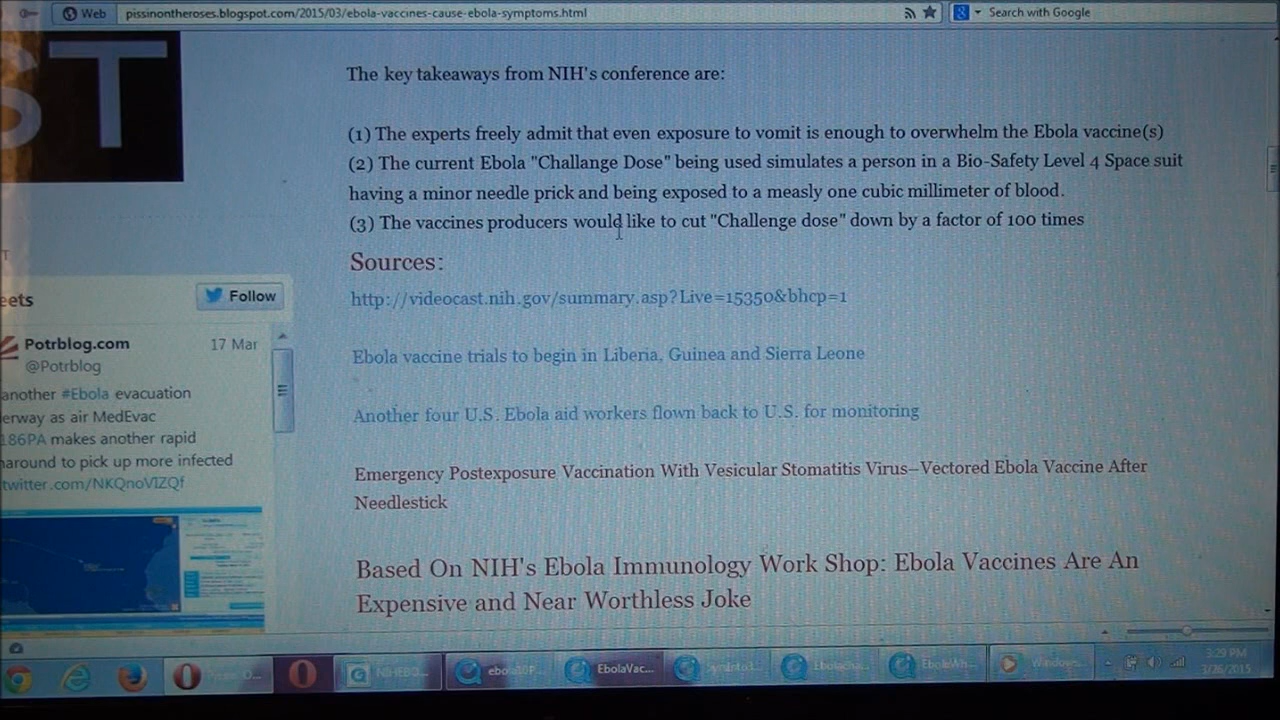 Web
pissinontheroses.blogspot.com/2015/03/ebola-vaccines-cause-ebola-symptoms.html
Search with Google
ST
The key takeaways from NIH's conference are:
(1) The experts freely admit that even exposure to vomit is enough to overwhelm the Ebola vaccine(s)
(2) The current Ebola "Challange Dose" being used simulates a person in a Bio-Safety Level 4 Space suit
having a minor needle prick and being exposed to a measly one cubic millimeter of blood.
(3) The vaccines producers would like to cut "Challenge dose" down by a factor of 100 times
Sources:
http://videocast.nih.gov/summary.asp?Live=15350&bhcp=1
Ebola vaccine trials to begin in Liberia, Guinea and Sierra Leone
Another four U.S. Ebola aid workers flown back to U.S. for monitoring
Emergency Postexposure Vaccination With Vesicular Stomatitis Virus–Vectored Ebola Vaccine After
Needlestick
Based On NIH's Ebola Immunology Work Shop: Ebola Vaccines Are An
Expensive and Near Worthless Joke
T
eets
Follow
Potrblog.com 17 Mar
@Potrblog
another #Ebola evacuation
erway as air MedEvac
186PA makes another rapid
naround to pick up more infected
twitter.com/NKQnoVIZQf
NIHEBO...
EbolaVac...
Windows...
3:29 PM
3/26/2015